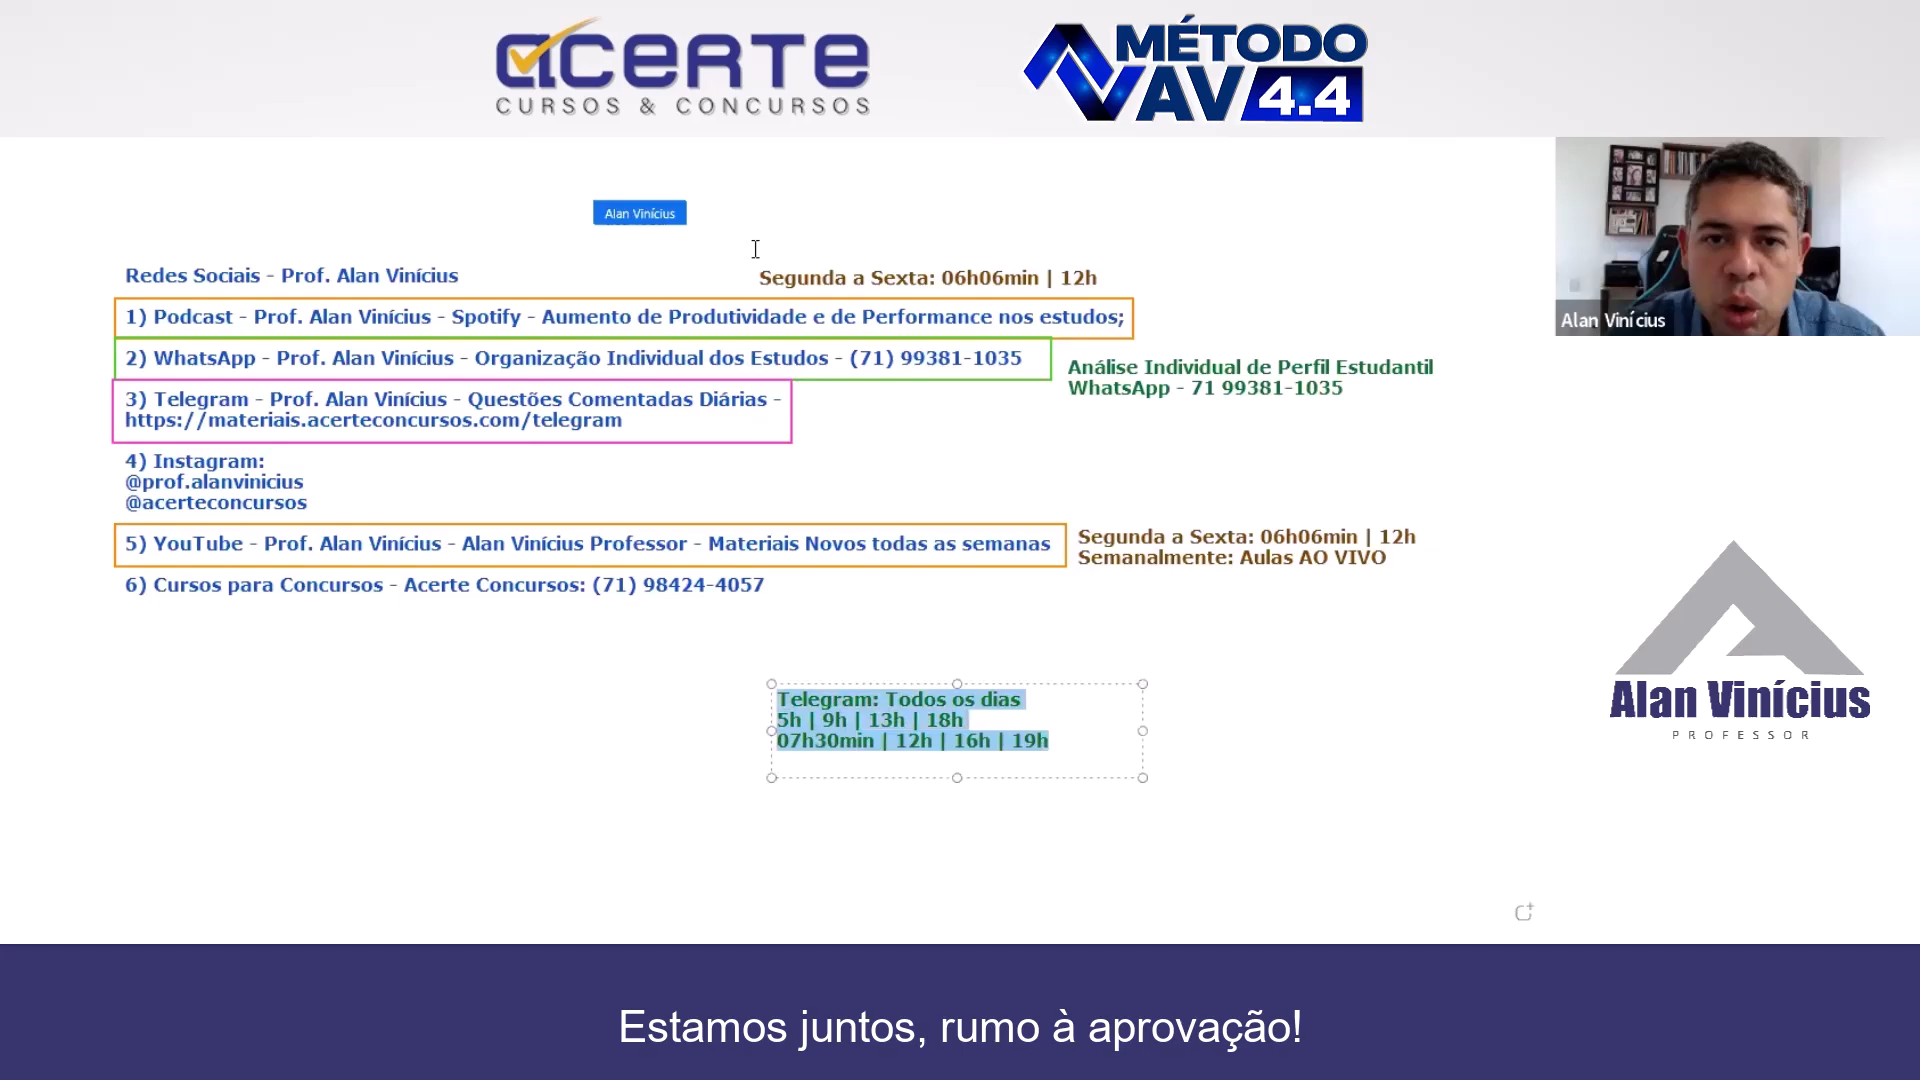 acerte
CURSOS & CONCURSOS
MÉTODO
AV 4.4
Alan Vinícius
Redes Sociais - Prof. Alan Vinícius
Segunda a Sexta: 06h06min | 12h
1) Podcast - Prof. Alan Vinícius - Spotify - Aumento de Produtividade e de Performance nos estudos;
2) WhatsApp - Prof. Alan Vinícius - Organização Individual dos Estudos - (71) 99381-1035
Análise Individual de Perfil Estudantil
WhatsApp - 71 99381-1035
3) Telegram - Prof. Alan Vinícius - Questões Comentadas Diárias -
https://materiais.acerteconcursos.com/telegram
4) Instagram:
@prof.alanvinicius
@acerteconcursos
5) YouTube - Prof. Alan Vinícius - Alan Vinícius Professor - Materiais Novos todas as semanas
Segunda a Sexta: 06h06min | 12h
Semanalmente: Aulas AO VIVO
6) Cursos para Concursos - Acerte Concursos: (71) 98424-4057
Telegram: Todos os dias
5h | 9h | 13h | 18h
07h30min | 12h | 16h | 19h
Alan Vinícius
Alan Vinícius
PROFESSOR
Estamos juntos, rumo à aprovação!